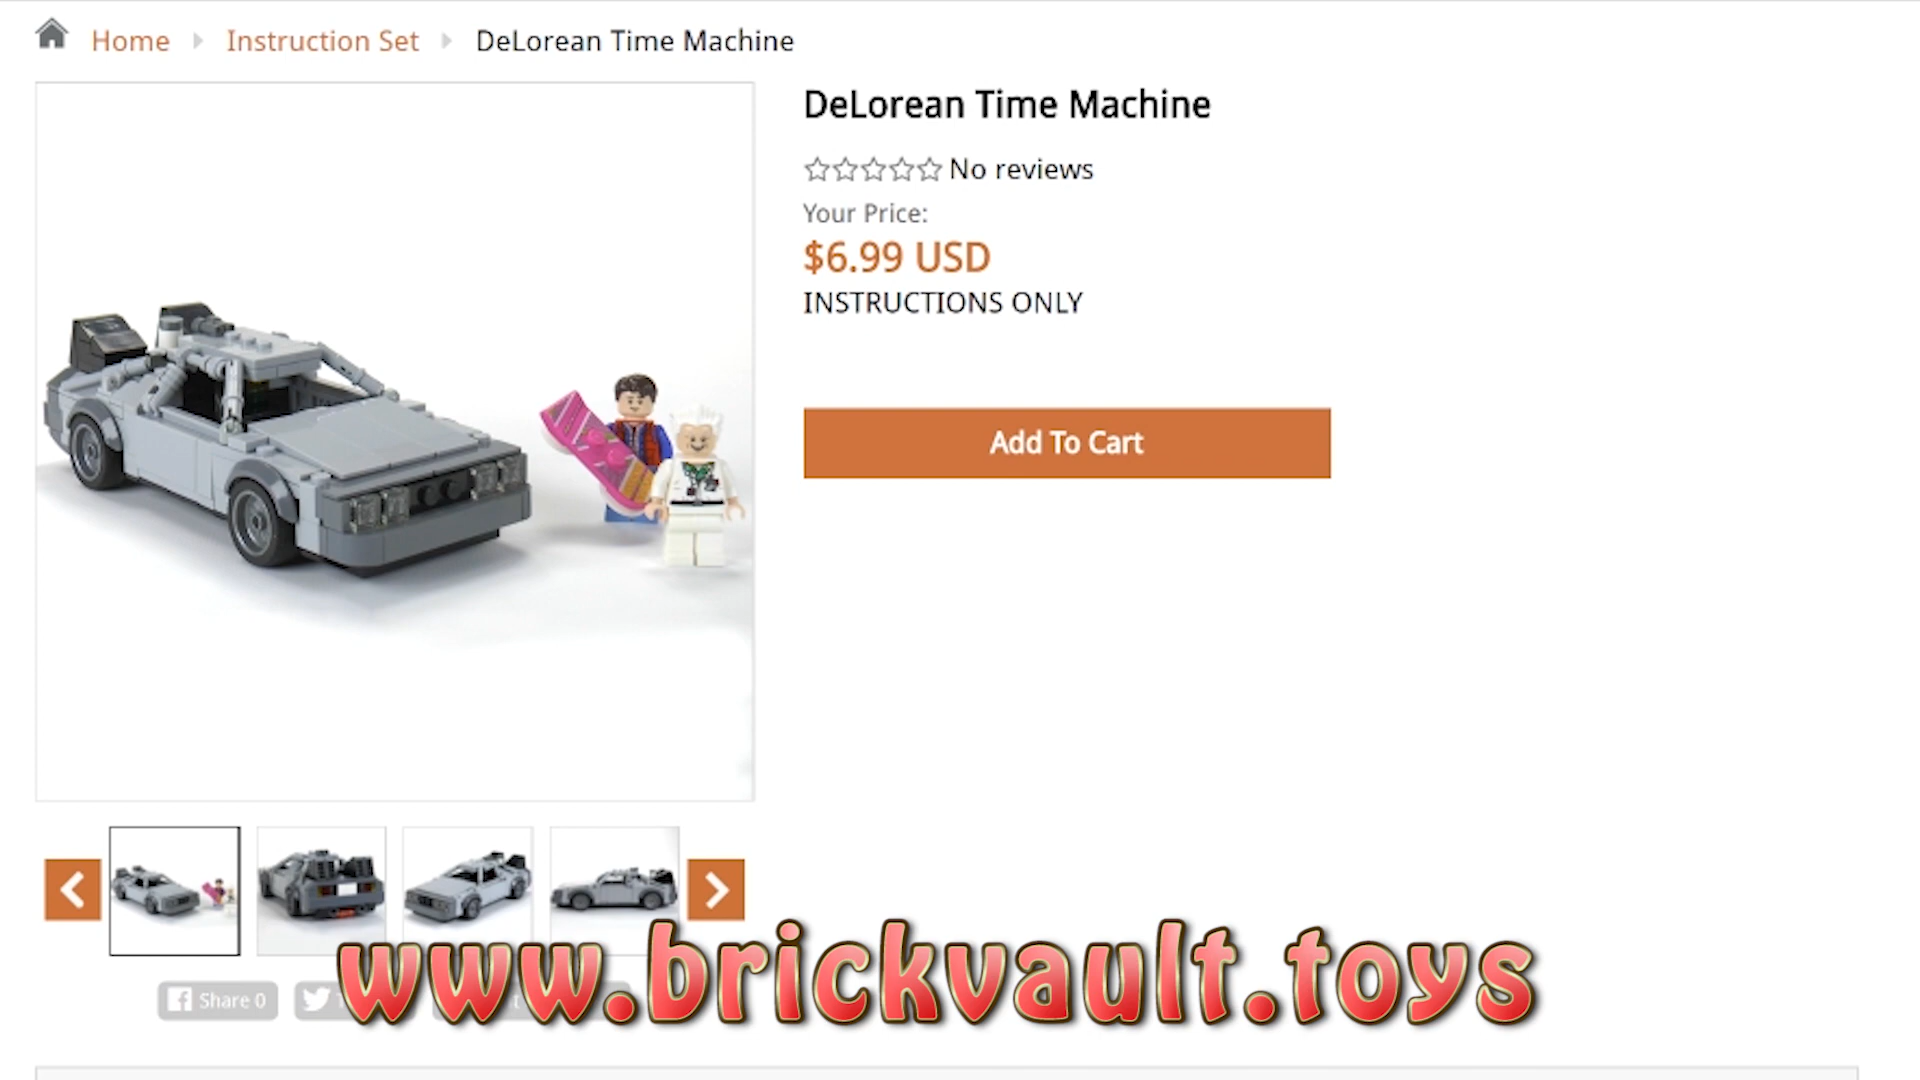 Home Instruction Set DeLorean Time Machine
DeLorean Time Machine
No reviews
Your Price:
$6.99 USD
INSTRUCTIONS ONLY
Add To Cart
Share 0
www.brickvault.toys